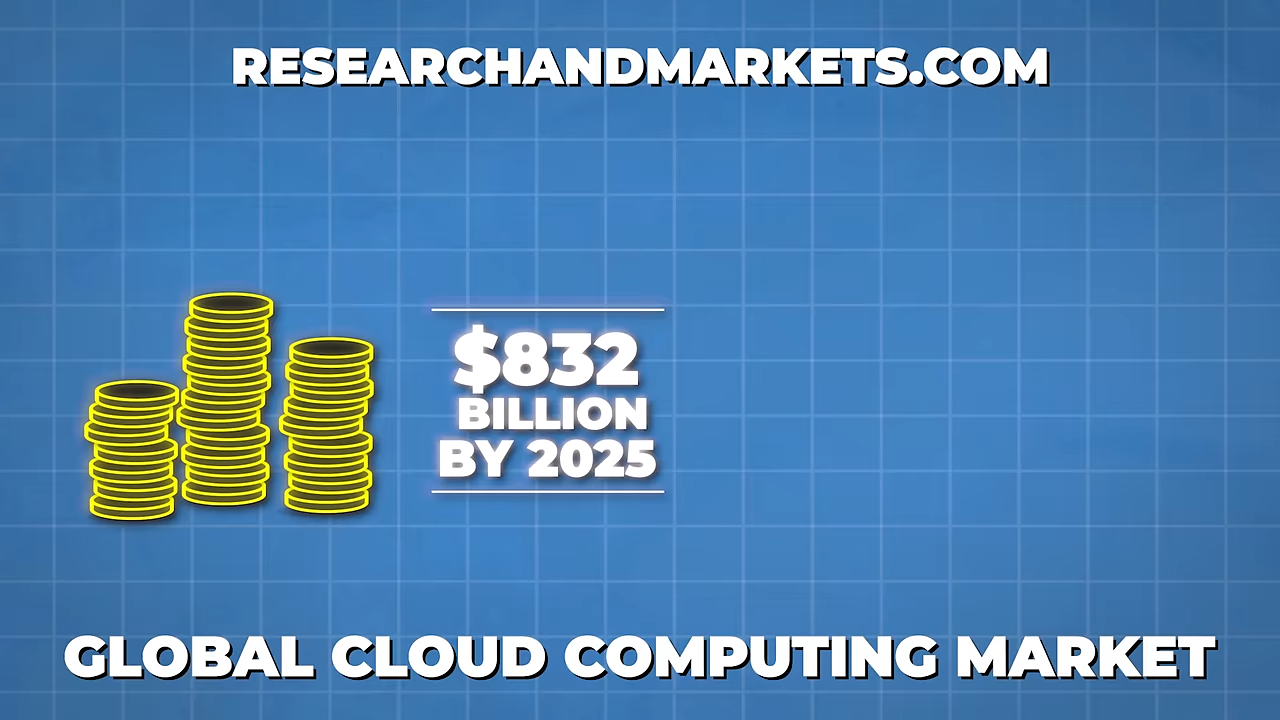 RESEARCHANDMARKETS.COM
$832
BILLION
BY 2025
GLOBAL CLOUD COMPUTING MARKET